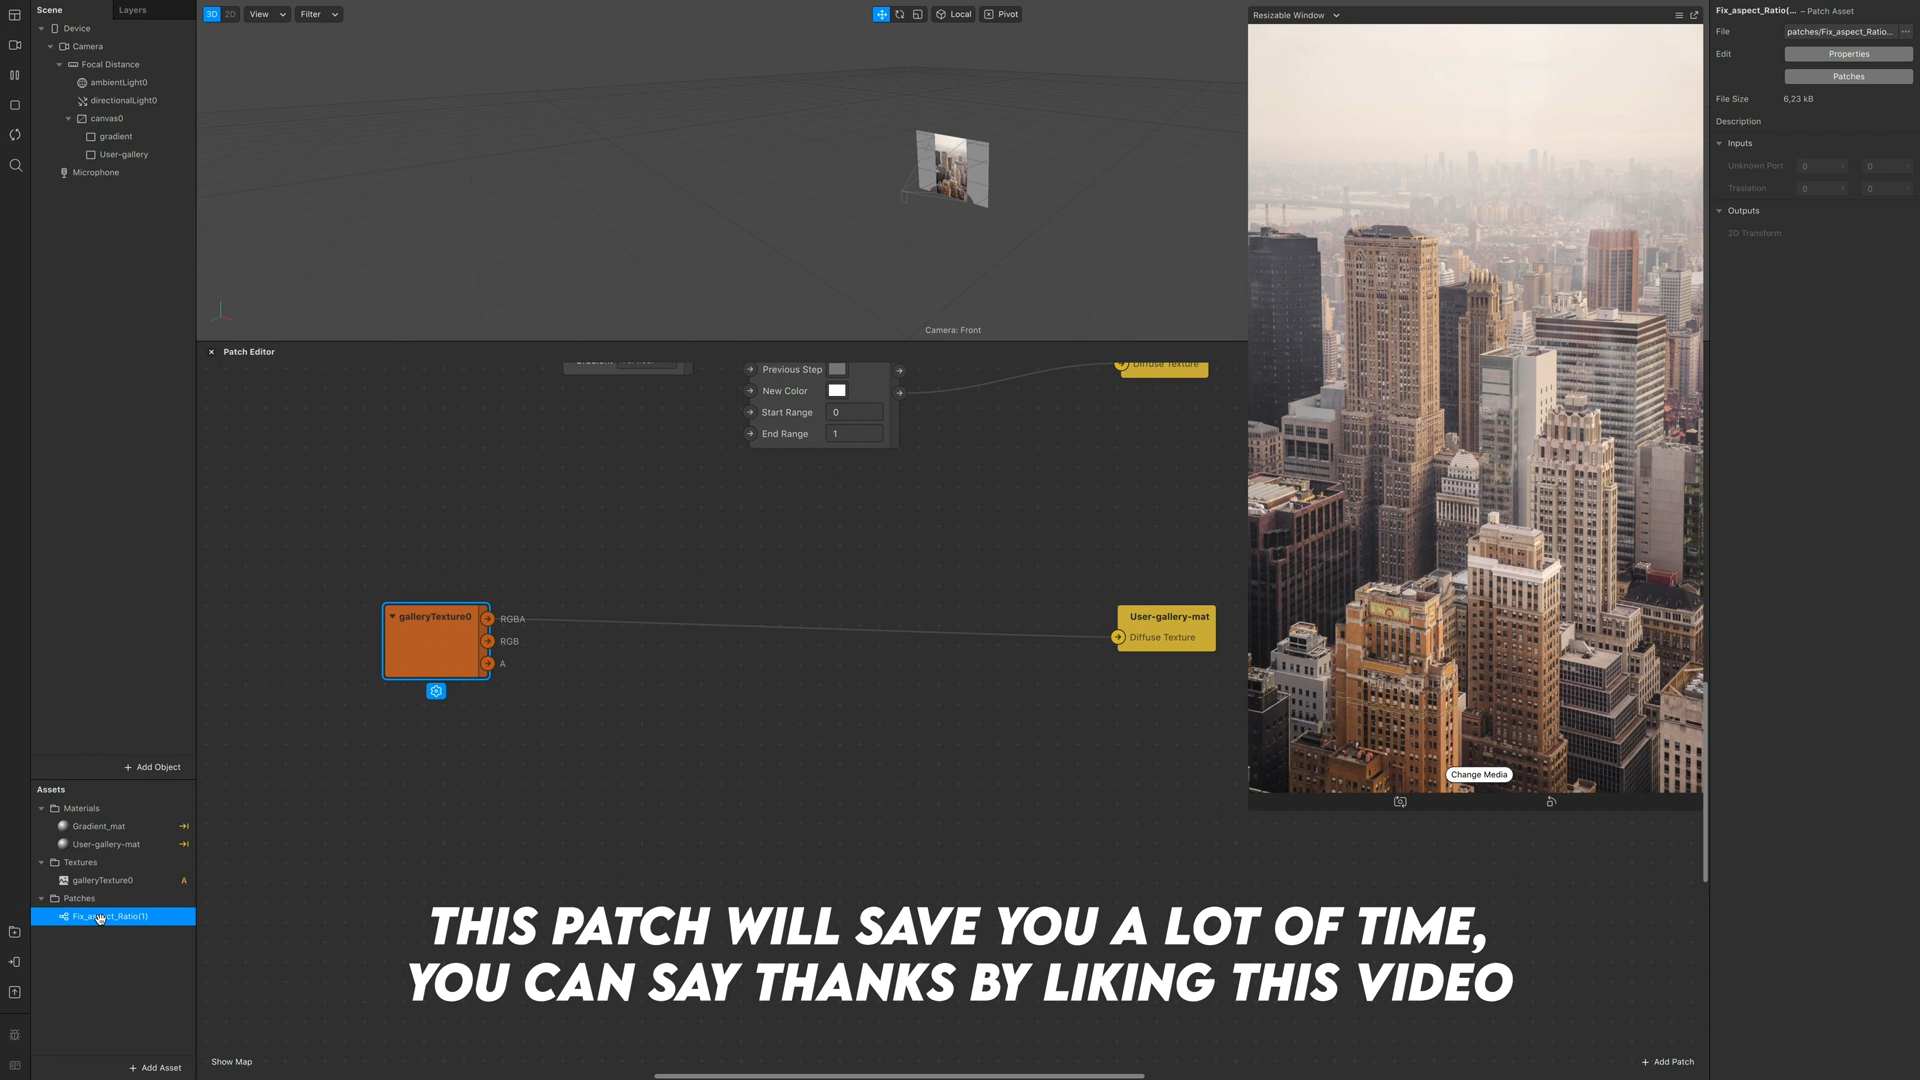 Scene
Layers
Device
Camera
Focal Distance
ambientLight0
directionalLight0
canvas0
gradient
User-gallery
Microphone
+ Add Object
Assets
Materials
Gradient_mat
User-gallery-mat
Textures
galleryTexture0 A
Patches
Fix_aspect_Ratio(1)
+ Add Asset
3D 2D View Filter
Local Pivot
Camera: Front
× Patch Editor
Previous Step
New Color
Start Range 0
End Range 1
Diffuse Texture
galleryTexture0
RGBA
RGB
A
User-gallery-mat
Diffuse Texture
THIS PATCH WILL SAVE YOU A LOT OF TIME,
YOU CAN SAY THANKS BY LIKING THIS VIDEO
Show Map
+ Add Patch
Resizable Window
Change Media
Fix_aspect_Ratio(... – Patch Asset
File patches/Fix_aspect_Ratio... ...
Edit Properties
Patches
File Size 6,23 kB
Description
Inputs
Unknown Port 0 0
Traslation 0 0
Outputs
2D Transform